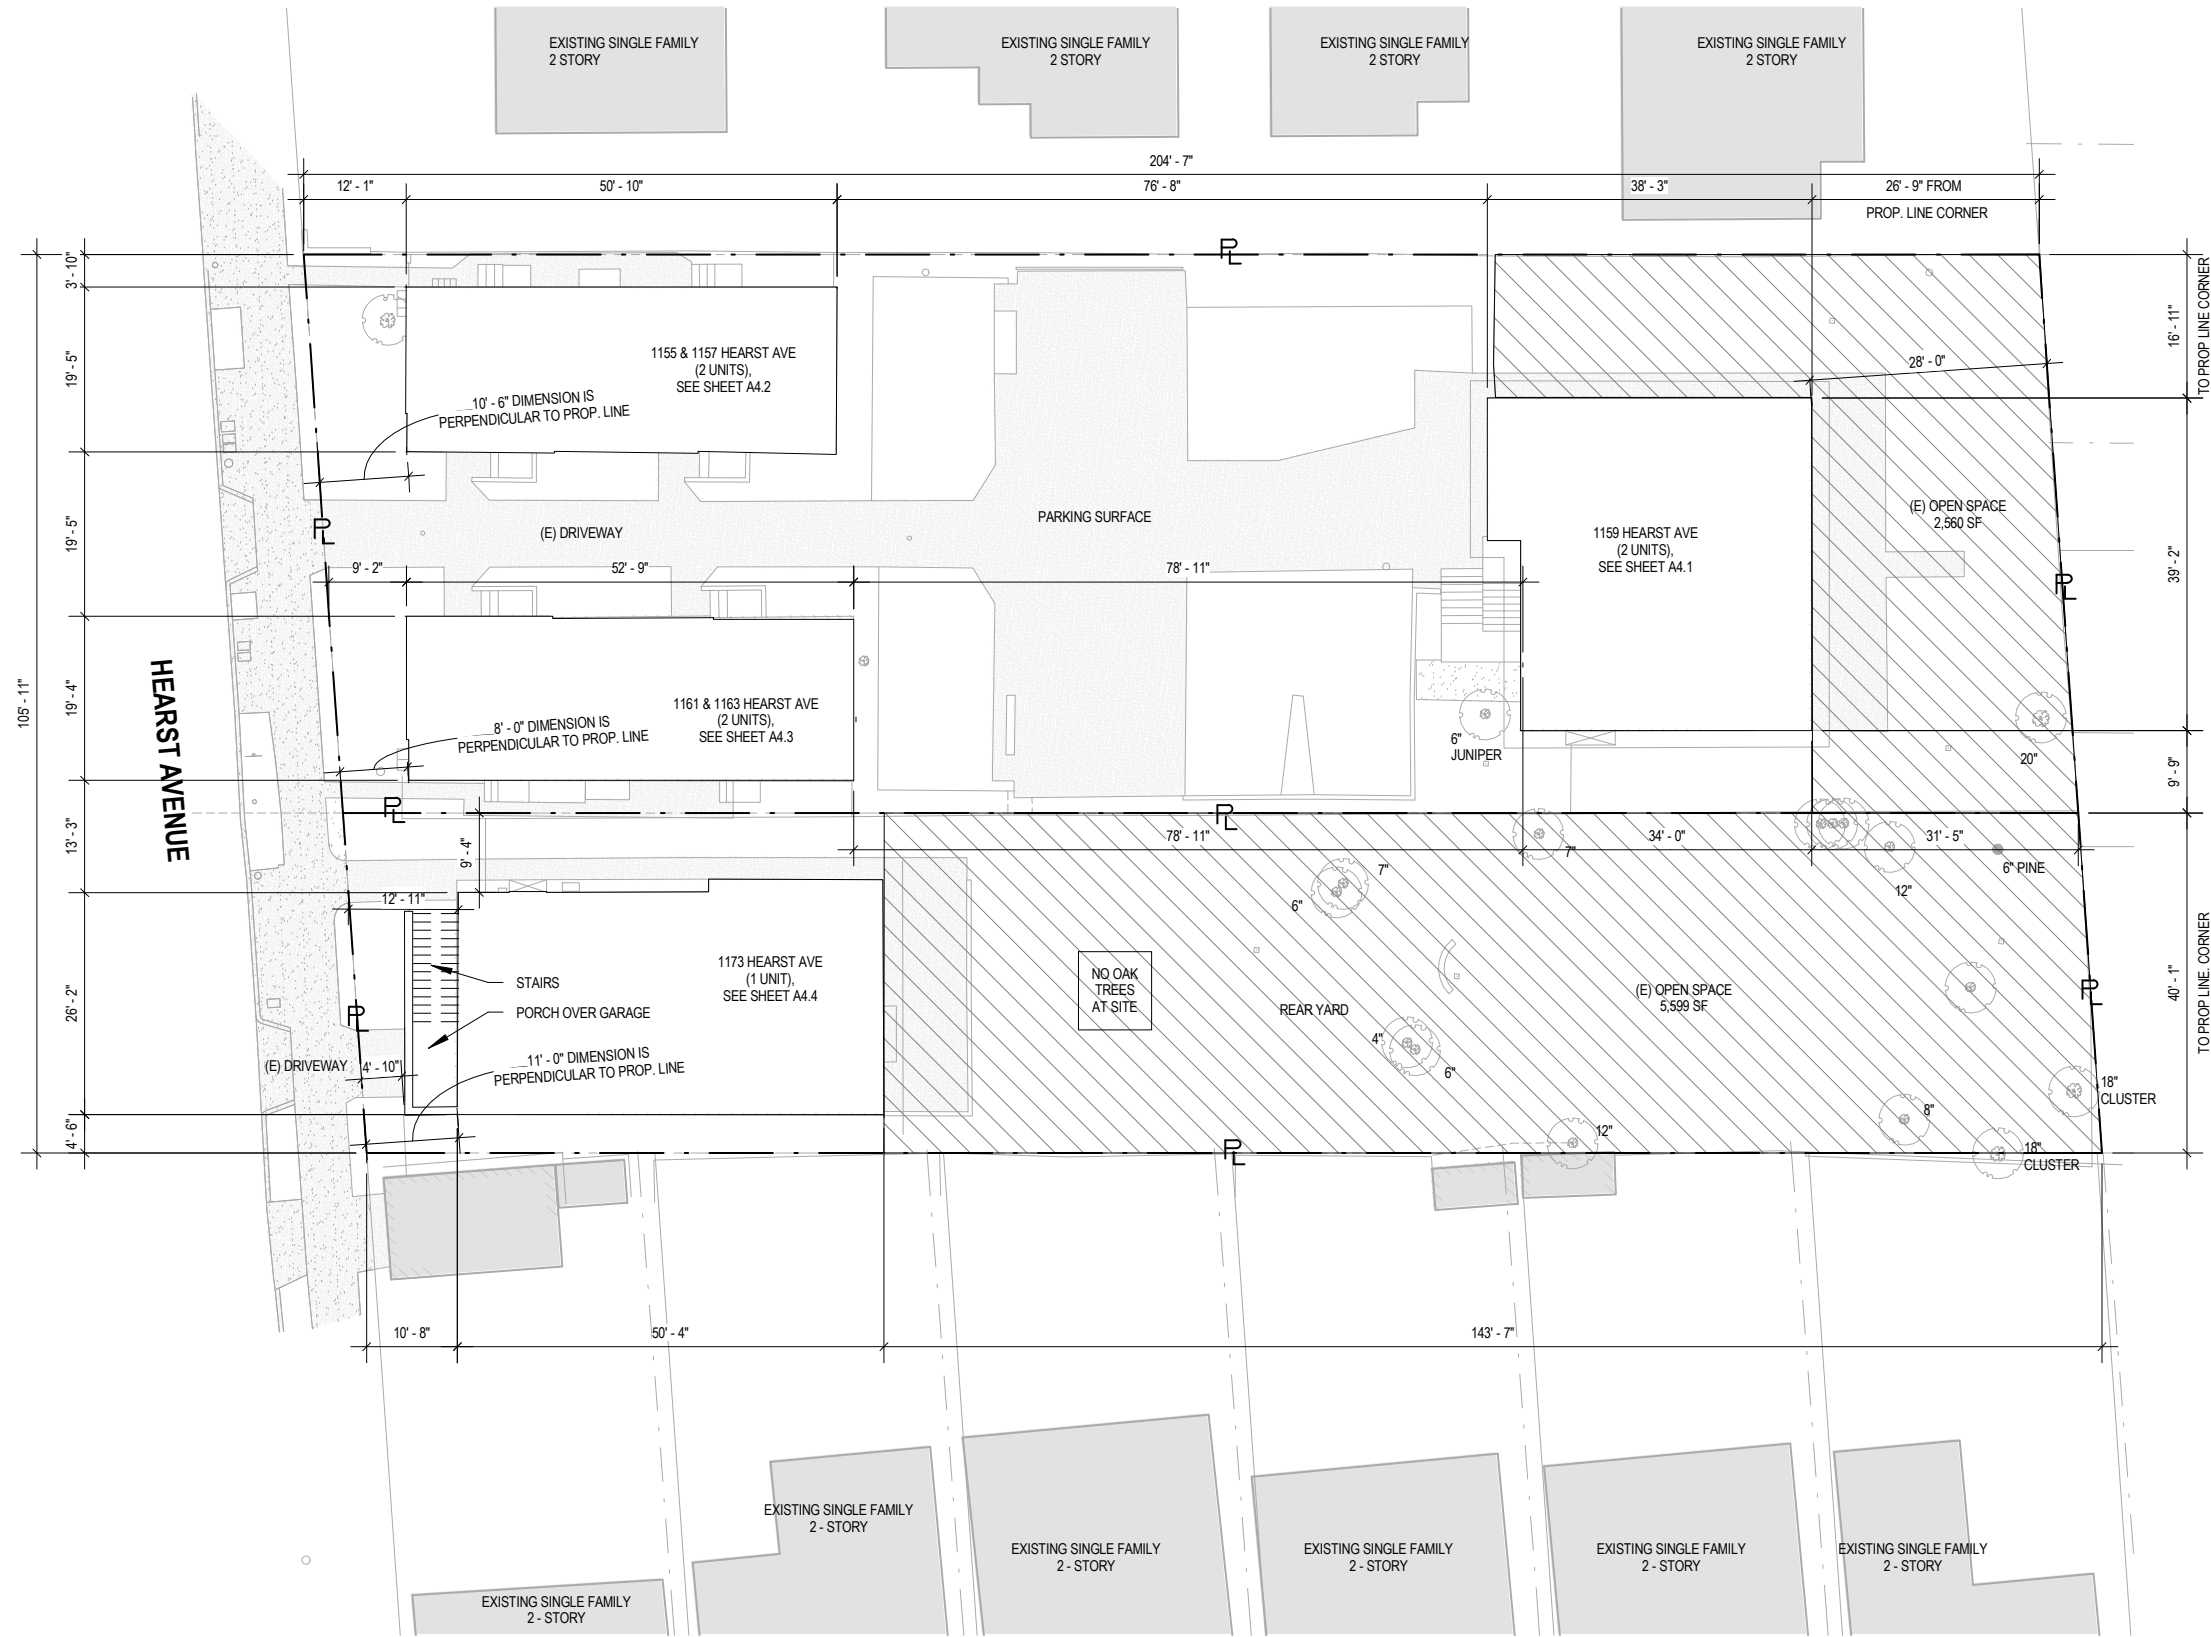 EXISTING SINGLE FAMILY
2 STORY
EXISTING SINGLE FAMILY
2 STORY
EXISTING SINGLE FAMILY
2 STORY
EXISTING SINGLE FAMILY
2 STORY
204' - 7"
12' - 1"
50' - 10"
76' - 8"
38' - 3"
26' - 9" FROM
PROP. LINE CORNER
PL
3' - 10"
19' - 5"
19' - 5"
19' - 4"
13' - 3"
26' - 2"
4' - 6"
105' - 11"
16' - 11"
TO PROP LINE CORNER
39' - 2"
9' - 9"
40' - 1"
TO PROP LINE. CORNER
1155 & 1157 HEARST AVE
(2 UNITS),
SEE SHEET A4.2
10' - 6" DIMENSION IS
PERPENDICULAR TO PROP. LINE
28' - 0"
PL
(E) DRIVEWAY
PARKING SURFACE
1159 HEARST AVE
(2 UNITS),
SEE SHEET A4.1
(E) OPEN SPACE
2,560 SF
PL
9' - 2"
52' - 9"
78' - 11"
HEARST AVENUE
1161 & 1163 HEARST AVE
(2 UNITS),
SEE SHEET A4.3
8' - 0" DIMENSION IS
PERPENDICULAR TO PROP. LINE
6"
JUNIPER
20"
PL
PL
9' - 4"
78' - 11"
7"
34' - 0"
31' - 5"
7"
6"
12"
6" PINE
12' - 11"
1173 HEARST AVE
(1 UNIT),
SEE SHEET A4.4
STAIRS
PORCH OVER GARAGE
NO OAK
TREES
AT SITE
REAR YARD
(E) OPEN SPACE
5,599 SF
PL
PL
4"
6"
(E) DRIVEWAY
4' - 10"
11' - 0" DIMENSION IS
PERPENDICULAR TO PROP. LINE
18"
CLUSTER
8"
12"
18"
CLUSTER
PL
10' - 8"
50' - 4"
143' - 7"
EXISTING SINGLE FAMILY
2 - STORY
EXISTING SINGLE FAMILY
2 - STORY
EXISTING SINGLE FAMILY
2 - STORY
EXISTING SINGLE FAMILY
2 - STORY
EXISTING SINGLE FAMILY
2 - STORY
EXISTING SINGLE FAMILY
2 - STORY